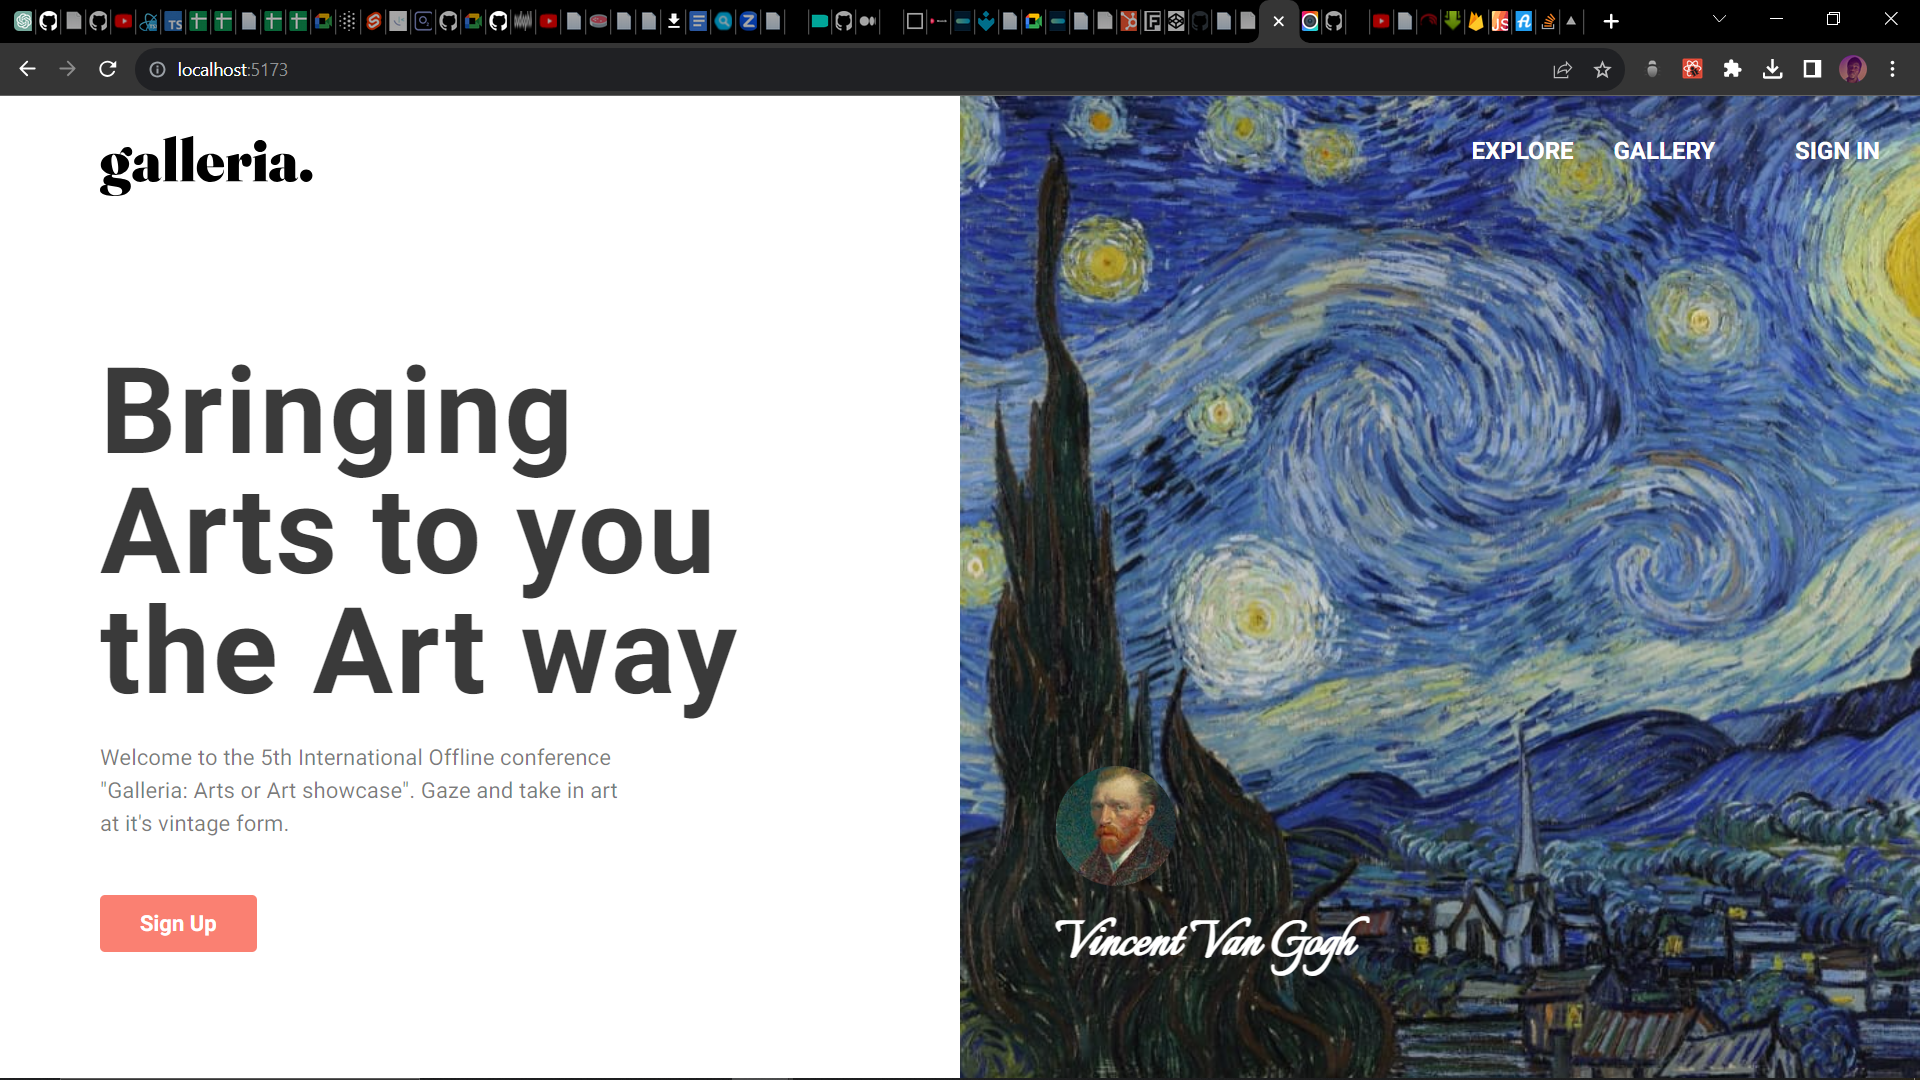 TS
Z
F
JS
A
localhost:5173
galleria.
EXPLORE GALLERY SIGN IN
Bringing
Arts to you
the Art way
Welcome to the 5th International Offline conference
"Galleria: Arts or Art showcase". Gaze and take in art
at it's vintage form.
Sign Up
Vincent Van Gogh